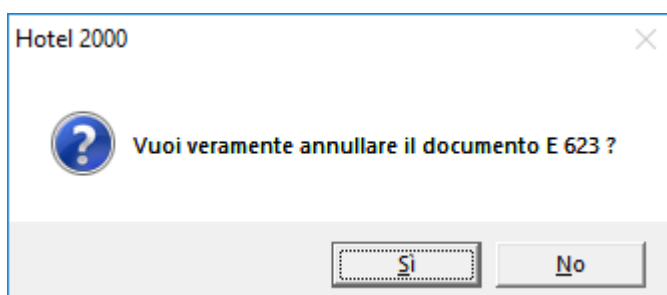 Hotel 2000
Vuoi veramente annullare il documento E 623 ?
Sì No